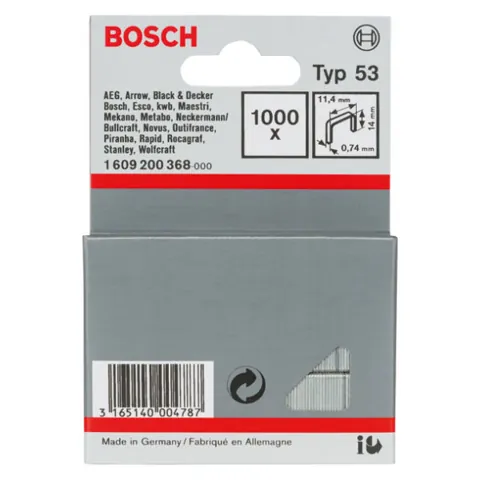 BOSCH
Typ 53
AEG, Arrow, Black & Decker
Bosch, Esco, kwb, Maestri,
Mekano, Metabo, Neckermann/
Bullcraft, Novus, Outifrance,
Piranha, Rapid, Rocagraf,
Stanley, Wolfcraft
1 609 200 368-000
1000
x
11,4 mm
14 mm
0,74 mm
3 165140 004787
Made in Germany / Fabriqué en Allemagne